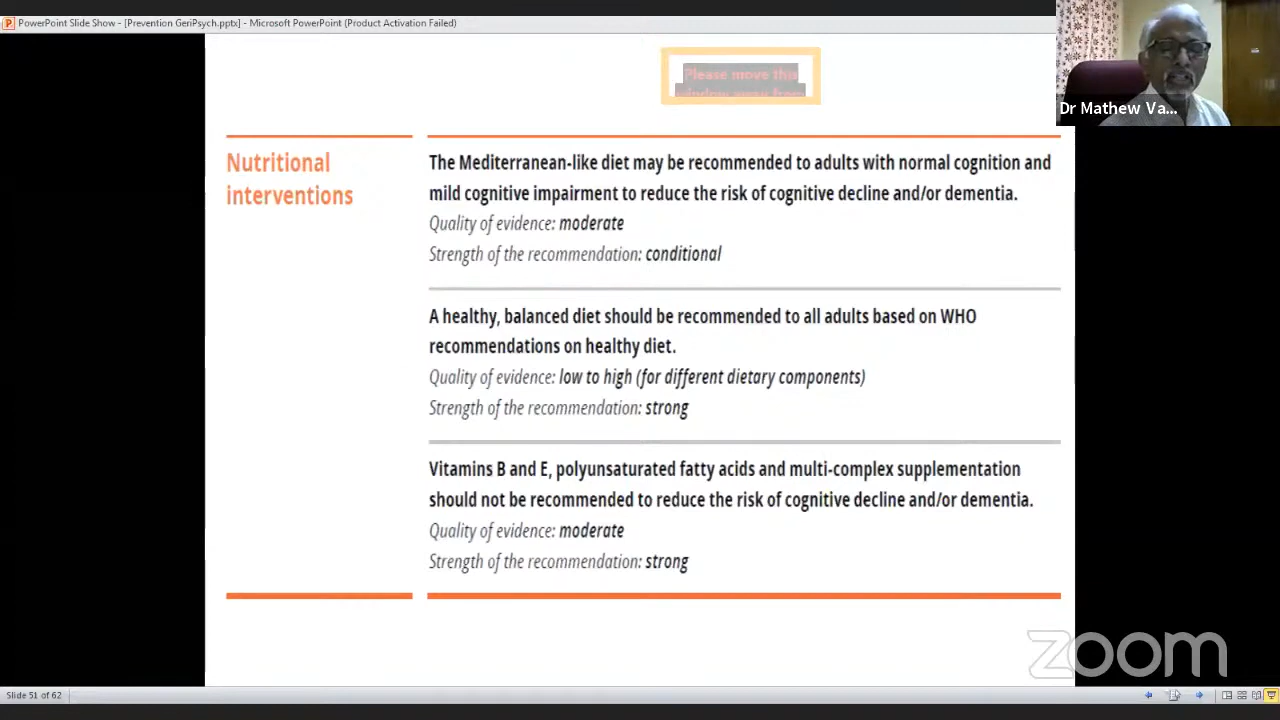 PowerPoint Slide Show - [Prevention GeriPsych.pptx] - Microsoft PowerPoint (Product Activation Failed)
Please move this
window away from
Dr Mathew Va...
Nutritional
interventions
The Mediterranean-like diet may be recommended to adults with normal cognition and
mild cognitive impairment to reduce the risk of cognitive decline and/or dementia.
Quality of evidence: moderate
Strength of the recommendation: conditional
A healthy, balanced diet should be recommended to all adults based on WHO
recommendations on healthy diet.
Quality of evidence: low to high (for different dietary components)
Strength of the recommendation: strong
Vitamins B and E, polyunsaturated fatty acids and multi-complex supplementation
should not be recommended to reduce the risk of cognitive decline and/or dementia.
Quality of evidence: moderate
Strength of the recommendation: strong
zoom
Slide 51 of 62